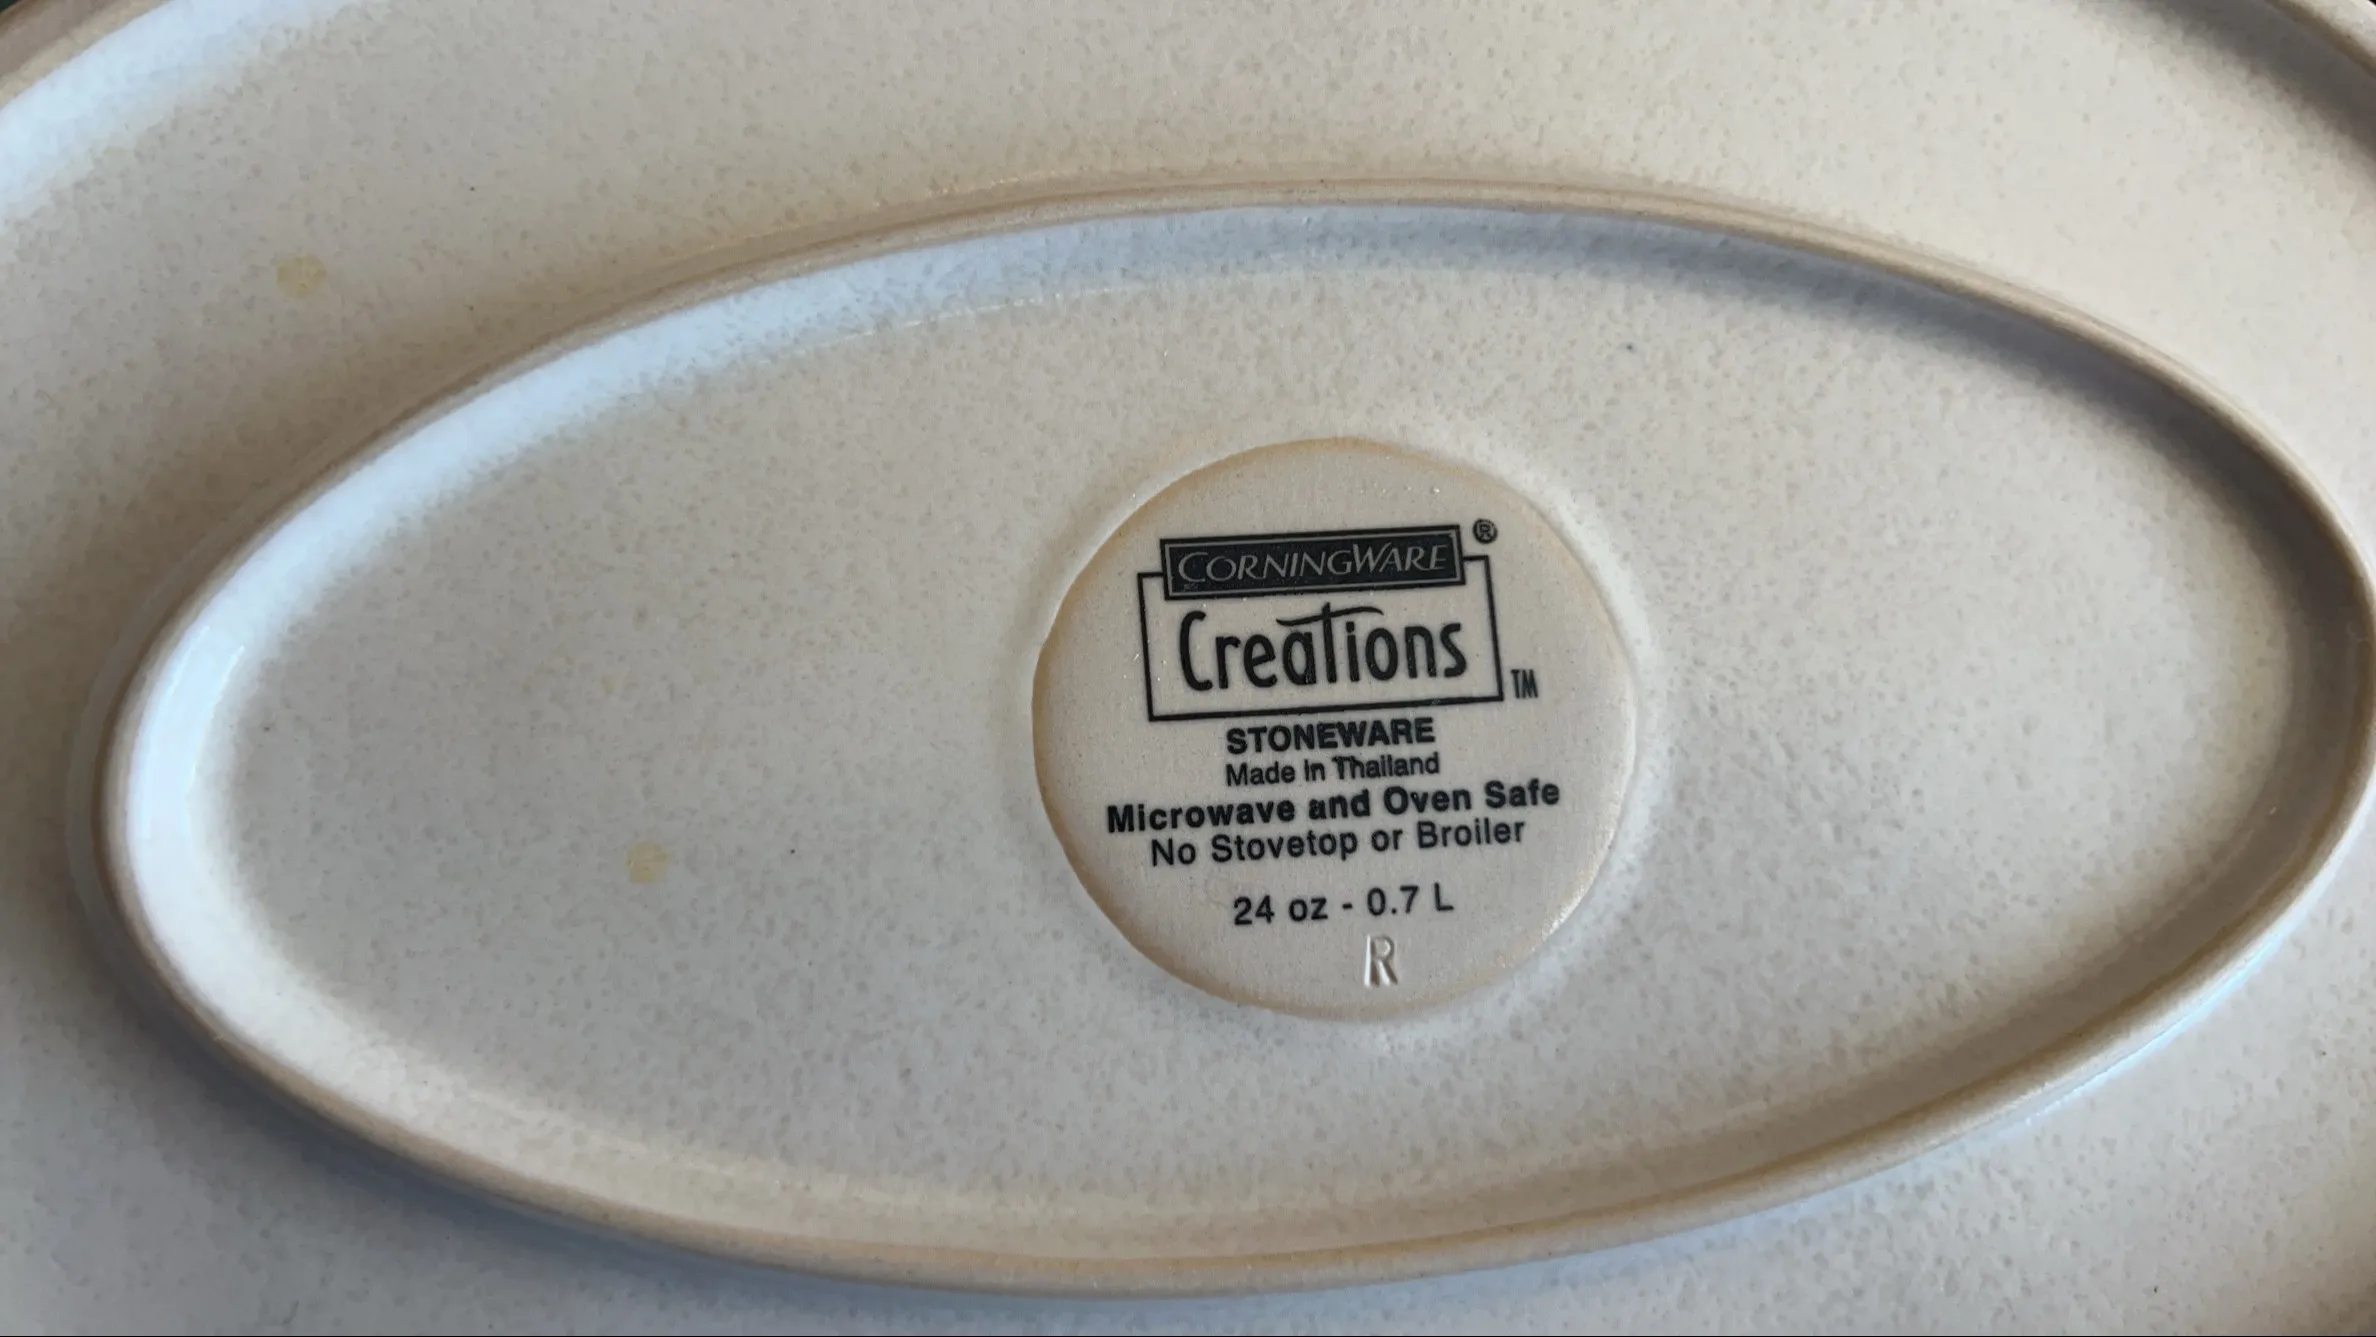 CORNINGWARE ®
Creations ™
STONEWARE
Made in Thailand
Microwave and Oven Safe
No Stovetop or Broiler
24 oz - 0.7 L
R